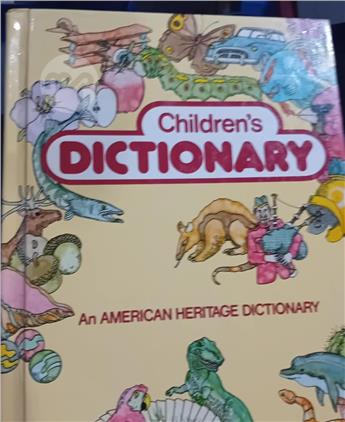 Children's
DICTIONARY
An AMERICAN HERITAGE DICTIONARY